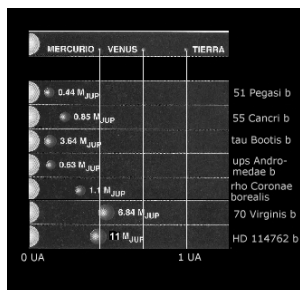 MERCURIO VENUS TIERRA
0.44 MJUP 51 Pegasi b
0.85 MJUP 55 Cancri b
3.64 MJUP tau Bootis b
0.63 MJUP ups Andro-
medae b
1.1 MJUP rho Coronae
borealis
6.84 MJUP 70 Virginis b
11 MJUP HD 114762 b
0 UA 1 UA